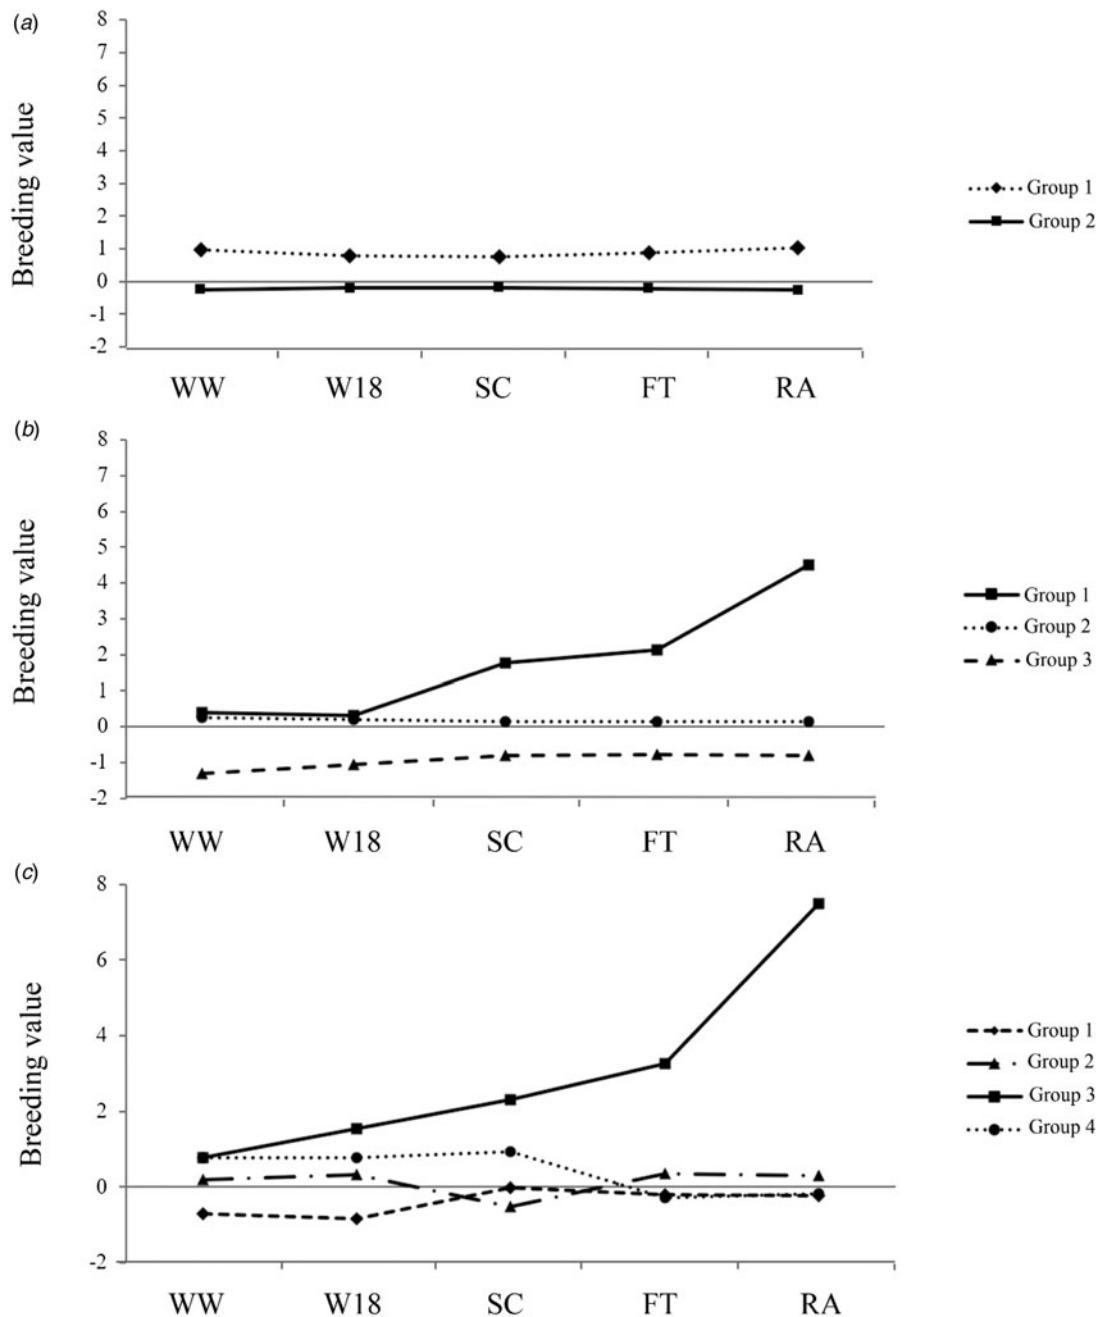 (a)
8
7
6
5
4
3
2
1
0
-1
-2
Breeding value
WW W18 SC FT RA
Group 1
Group 2
(b)
8
7
6
5
4
3
2
1
0
-1
-2
Breeding value
WW W18 SC FT RA
Group 1
Group 2
Group 3
(c)
8
6
4
2
0
-2
Breeding value
WW W18 SC FT RA
Group 1
Group 2
Group 3
Group 4